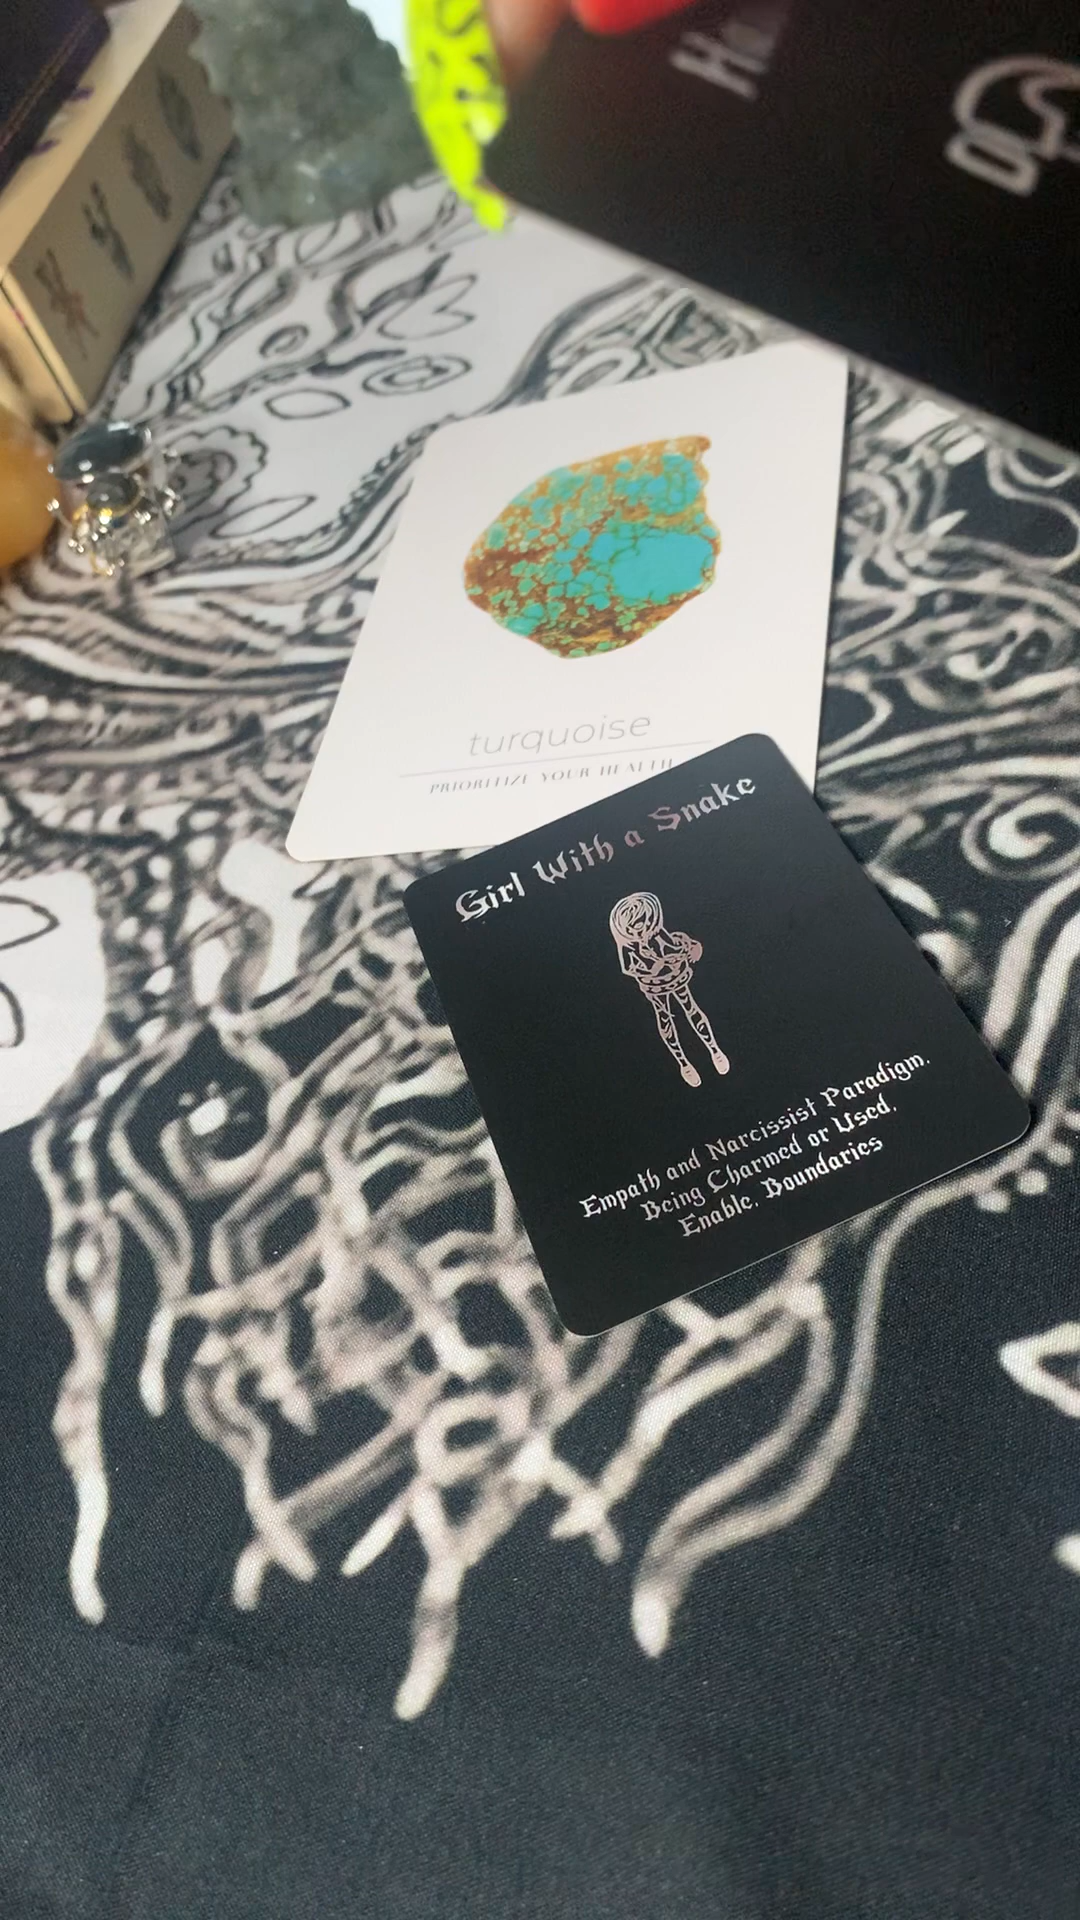 turquoise
PRIORITIZE YOUR HEALTH
Girl With a Snake
Empath and Narcissist Paradigm.
Being Charmed or Used.
Enable. Boundaries